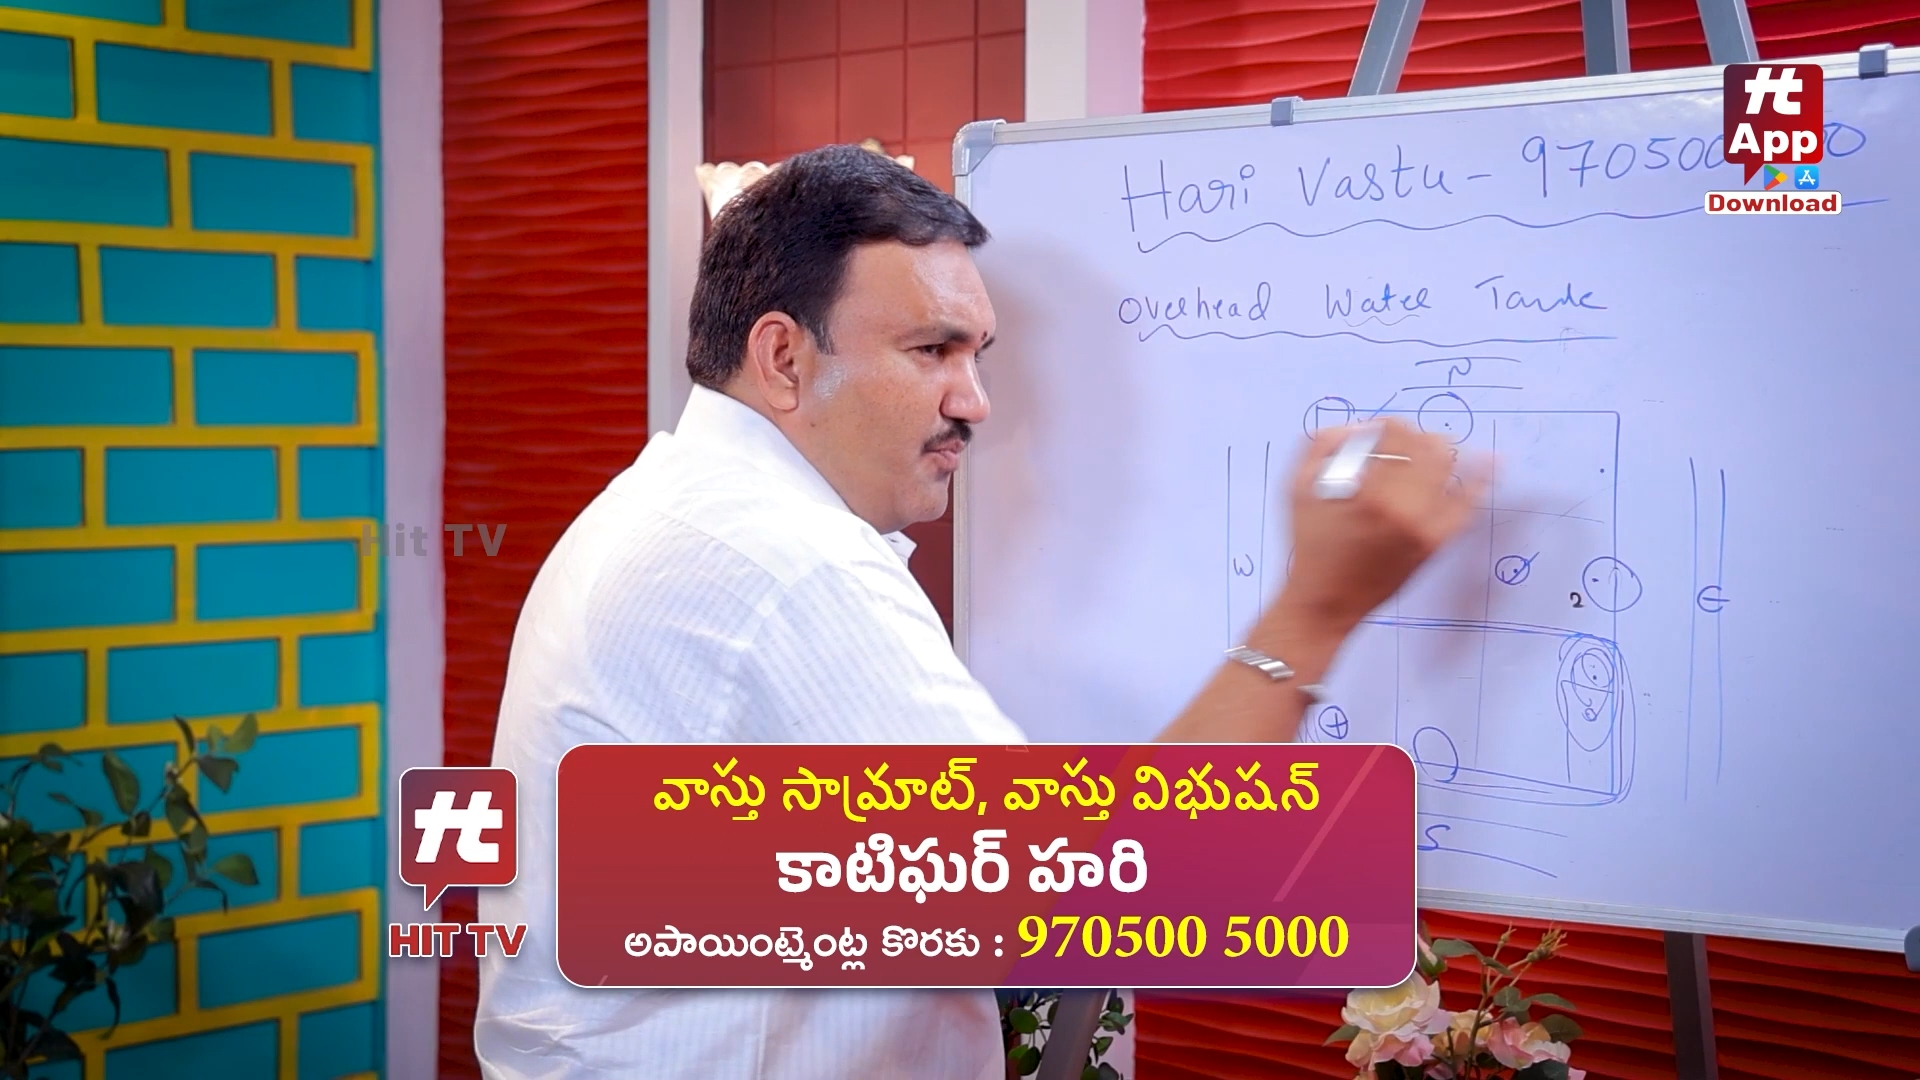 App
Download
Hari Vastu - 970500
Overhead Water Tank
N
W
2
E
S
Hit TV
HIT TV
వాస్తు సామ్రాట్, వాస్తు విభుషన్
కాటిఘర్ హరి
అపాయింట్మెంట్ల కొరకు : 970500 5000